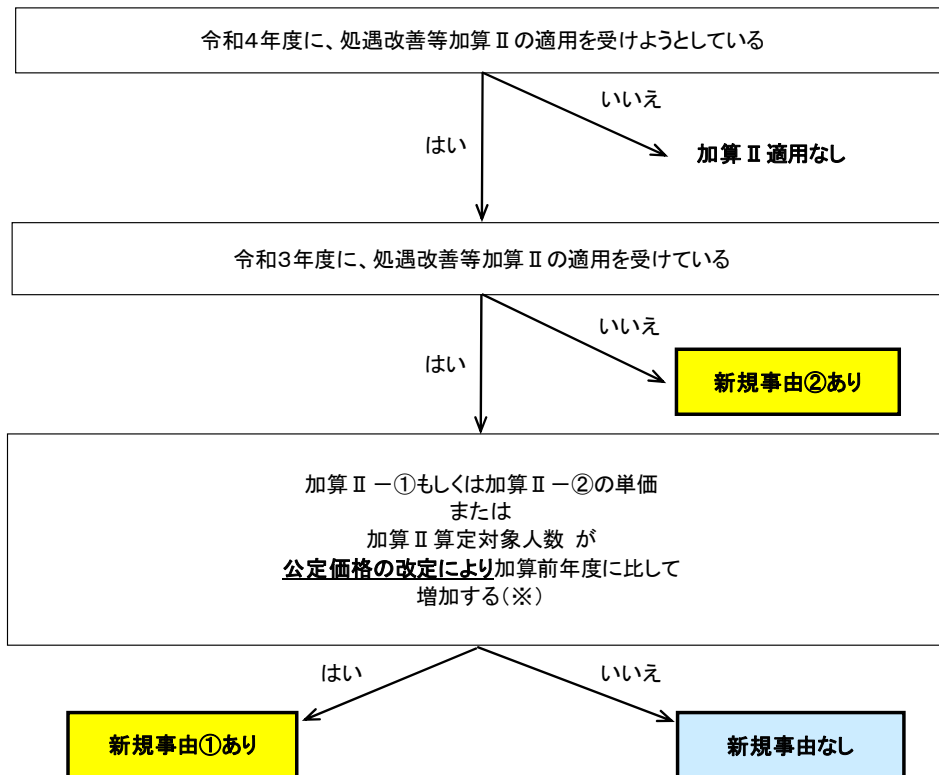 令和4年度に、処遇改善等加算Ⅱの適用を受けようとしている
いいえ
はい
加算Ⅱ適用なし
令和3年度に、処遇改善等加算Ⅱの適用を受けている
いいえ
はい
新規事由②あり
加算Ⅱ－①もしくは加算Ⅱ－②の単価
または
加算Ⅱ算定対象人数 が
公定価格の改定により加算前年度に比して
増加する(※)
はい
いいえ
新規事由①あり
新規事由なし